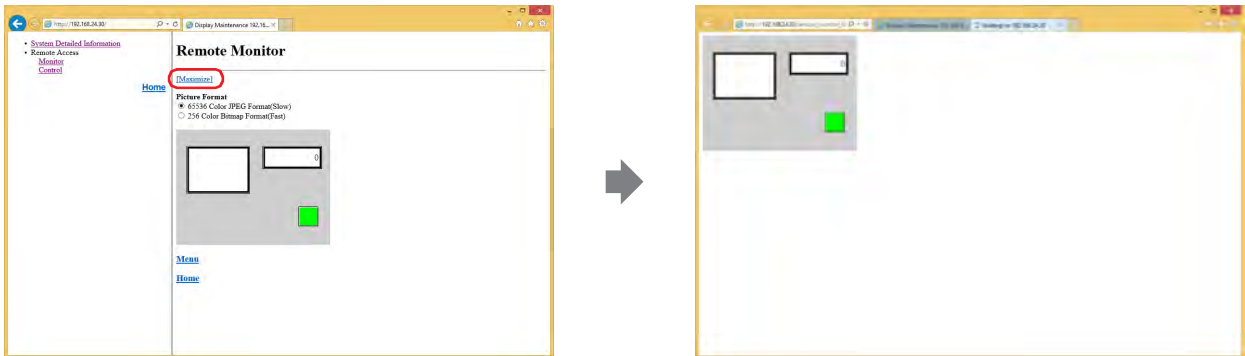 http://192.168.24.30/
Display Maintenance 192.16...
System Detailed Information
Remote Access
Monitor
Control
Home
Remote Monitor
[Maximize]
Picture Format
65536 Color JPEG Format(Slow)
256 Color Bitmap Format(Fast)
0
Menu
Home
0